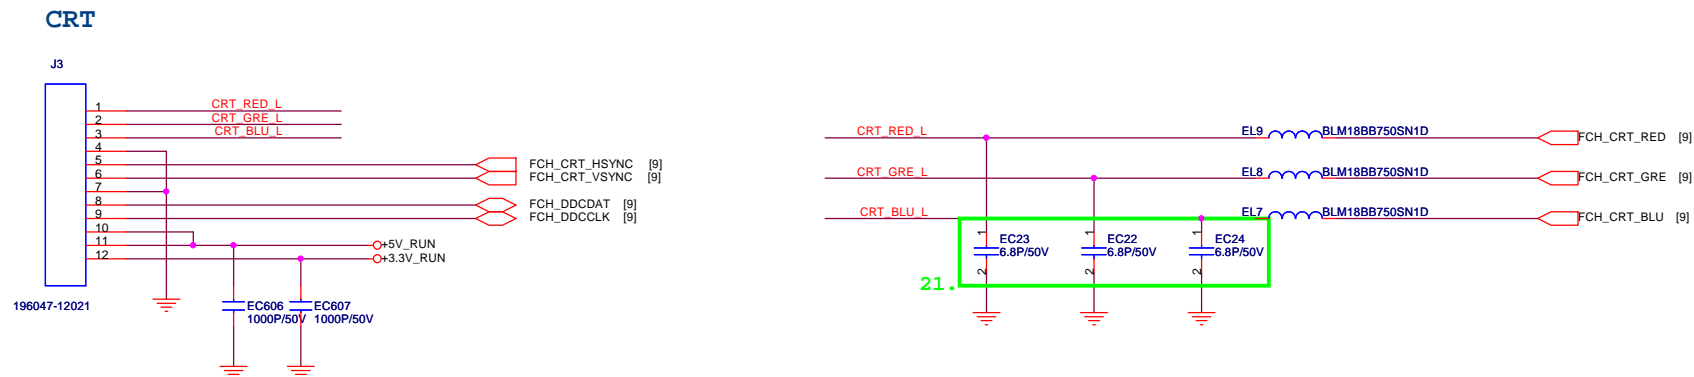 CRT
J3
1 CRT_RED_L
2 CRT_GRE_L
3 CRT_BLU_L
4
5 FCH_CRT_HSYNC [9]
6 FCH_CRT_VSYNC [9]
7
8 FCH_DDCDAT [9]
9 FCH_DDCCLK [9]
10
11 +5V_RUN
12 +3.3V_RUN
196047-12021
EC606 EC607
1000P/50V 1000P/50V
CRT_RED_L EL9 BLM18BB750SN1D FCH_CRT_RED [9]
CRT_GRE_L EL8 BLM18BB750SN1D FCH_CRT_GRE [9]
CRT_BLU_L EL7 BLM18BB750SN1D FCH_CRT_BLU [9]
1 1 1
EC23 EC22 EC24
6.8P/50V 6.8P/50V 6.8P/50V
2 2 2
21.